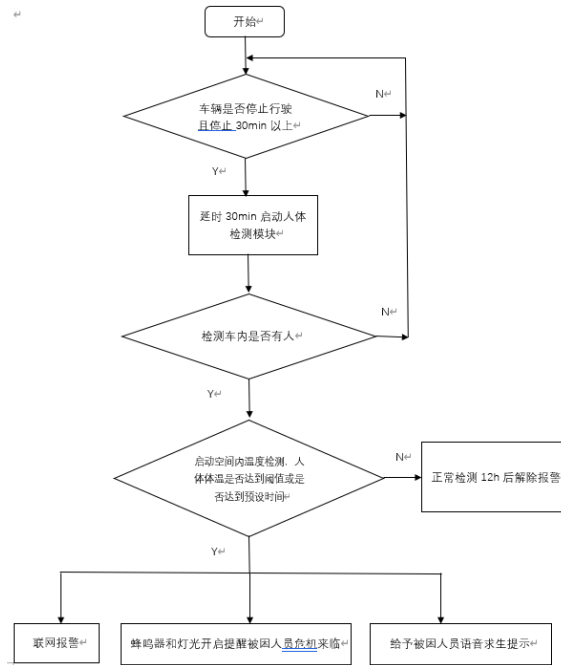 开始
车辆是否停止行驶
且停止 30min 以上
N
Y
延时 30min 启动人体
检测模块
检测车内是否有人
N
Y
启动空间内温度检测、人
体体温是否达到阈值或是
否达到预设时间
N
正常检测 12h 后解除报警
Y
联网报警
蜂鸣器和灯光开启提醒被困人员危机来临
给予被困人员语音求生提示